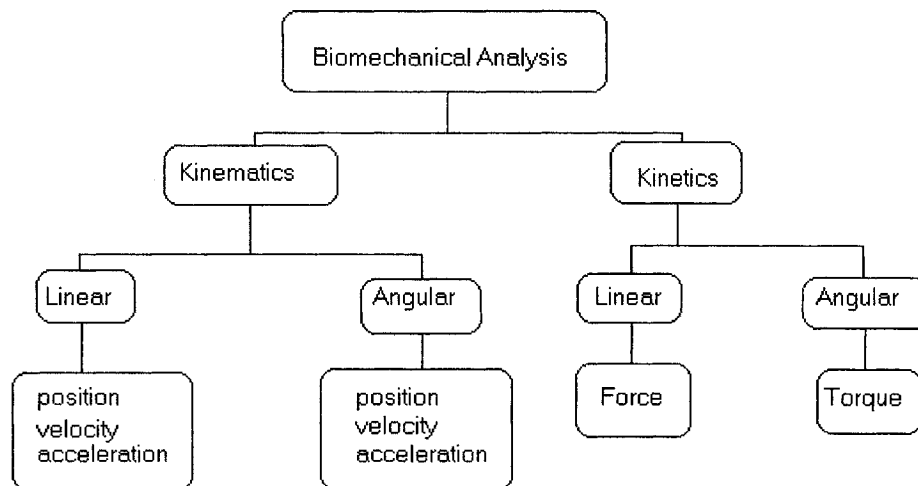 Biomechanical Analysis
Kinematics
Kinetics
Linear
Angular
Linear
Angular
position
velocity
acceleration
position
velocity
acceleration
Force
Torque